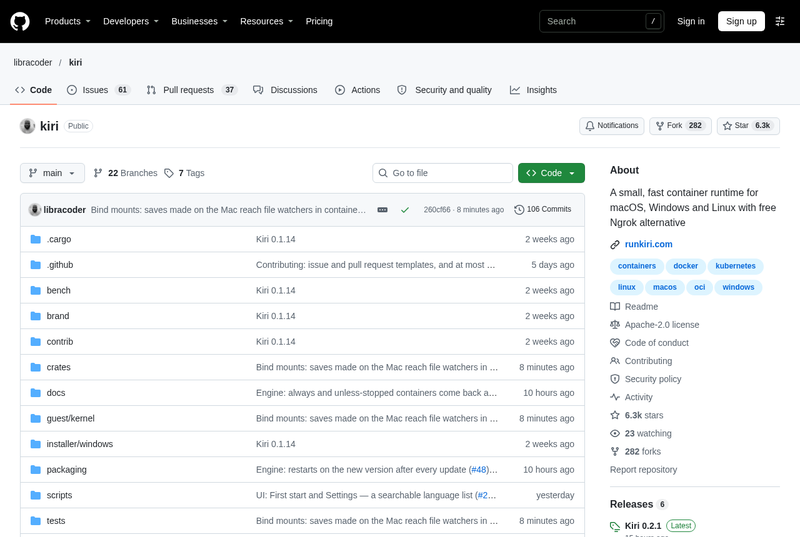 Products Developers Businesses Resources Pricing Search / Sign in Sign up
libracoder / kiri
Code Issues 61 Pull requests 37 Discussions Actions Security and quality Insights
kiri Public Notifications Fork 282 Star 6.3k
main 22 Branches 7 Tags Go to file Code
libracoder Bind mounts: saves made on the Mac reach file watchers in containe… 260cf66 · 8 minutes ago 106 Commits
.cargo Kiri 0.1.14 2 weeks ago
.github Contributing: issue and pull request templates, and at most … 5 days ago
bench Kiri 0.1.14 2 weeks ago
brand Kiri 0.1.14 2 weeks ago
contrib Kiri 0.1.14 2 weeks ago
crates Bind mounts: saves made on the Mac reach file watchers in … 8 minutes ago
docs Engine: always and unless-stopped containers come back a… 10 hours ago
guest/kernel Bind mounts: saves made on the Mac reach file watchers in … 8 minutes ago
installer/windows Kiri 0.1.14 2 weeks ago
packaging Engine: restarts on the new version after every update (#48)… 10 hours ago
scripts UI: First start and Settings — a searchable language list (#2… yesterday
tests Bind mounts: saves made on the Mac reach file watchers in … 8 minutes ago
About
A small, fast container runtime for
macOS, Windows and Linux with free
Ngrok alternative
runkiri.com
containers docker kubernetes
linux macos oci windows
Readme
Apache-2.0 license
Code of conduct
Contributing
Security policy
Activity
6.3k stars
23 watching
282 forks
Report repository
Releases 6
Kiri 0.2.1 Latest